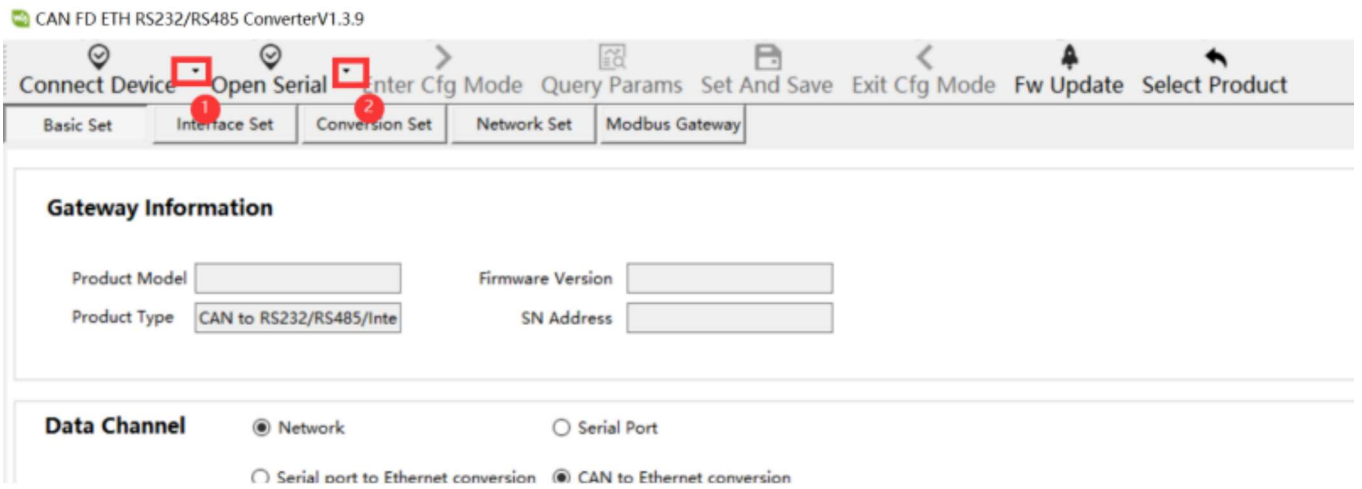 CAN FD ETH RS232/RS485 ConverterV1.3.9
Connect Device Open Serial Enter Cfg Mode Query Params Set And Save Exit Cfg Mode Fw Update Select Product
1 2
Basic Set Interface Set Conversion Set Network Set Modbus Gateway
Gateway Information
Product Model Firmware Version
Product Type CAN to RS232/RS485/Inte SN Address
Data Channel Network Serial Port
Serial port to Ethernet conversion CAN to Ethernet conversion